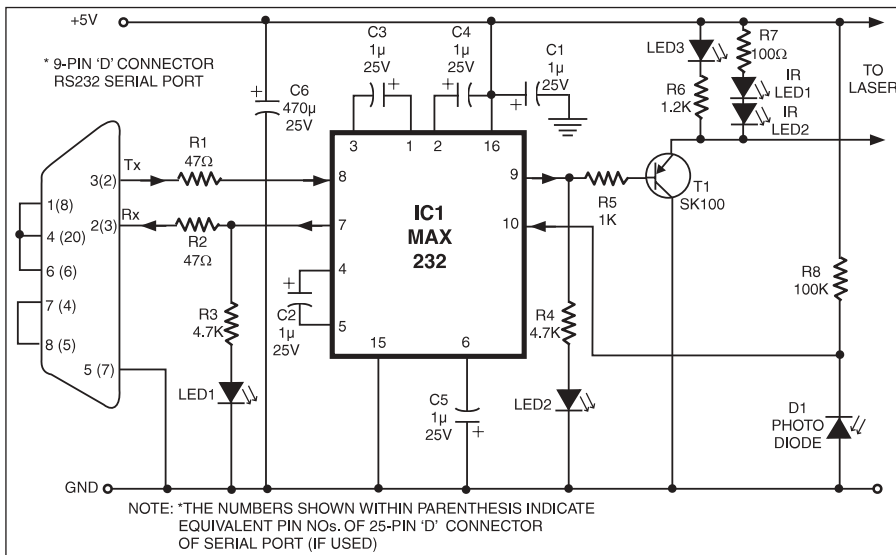 +5V
* 9-PIN 'D' CONNECTOR
RS232 SERIAL PORT
C6
470µ
25V
C3
1µ
25V
C4
1µ
25V
C1
1µ
25V
LED3
R6
1.2K
R7
100Ω
IR
LED1
IR
LED2
TO
LASER
3
1
2
16
R1
47Ω
Tx
3(2)
Rx
2(3)
R2
47Ω
1(8)
4 (20)
6 (6)
7 (4)
8 (5)
5 (7)
8
7
4
5
15
6
9
10
IC1
MAX
232
R5
1K
T1
SK100
R3
4.7K
C2
1µ
25V
R4
4.7K
R8
100K
LED1
C5
1µ
25V
LED2
D1
PHOTO
DIODE
GND
NOTE: *THE NUMBERS SHOWN WITHIN PARENTHESIS INDICATE
EQUIVALENT PIN NOs. OF 25-PIN 'D' CONNECTOR
OF SERIAL PORT (IF USED)